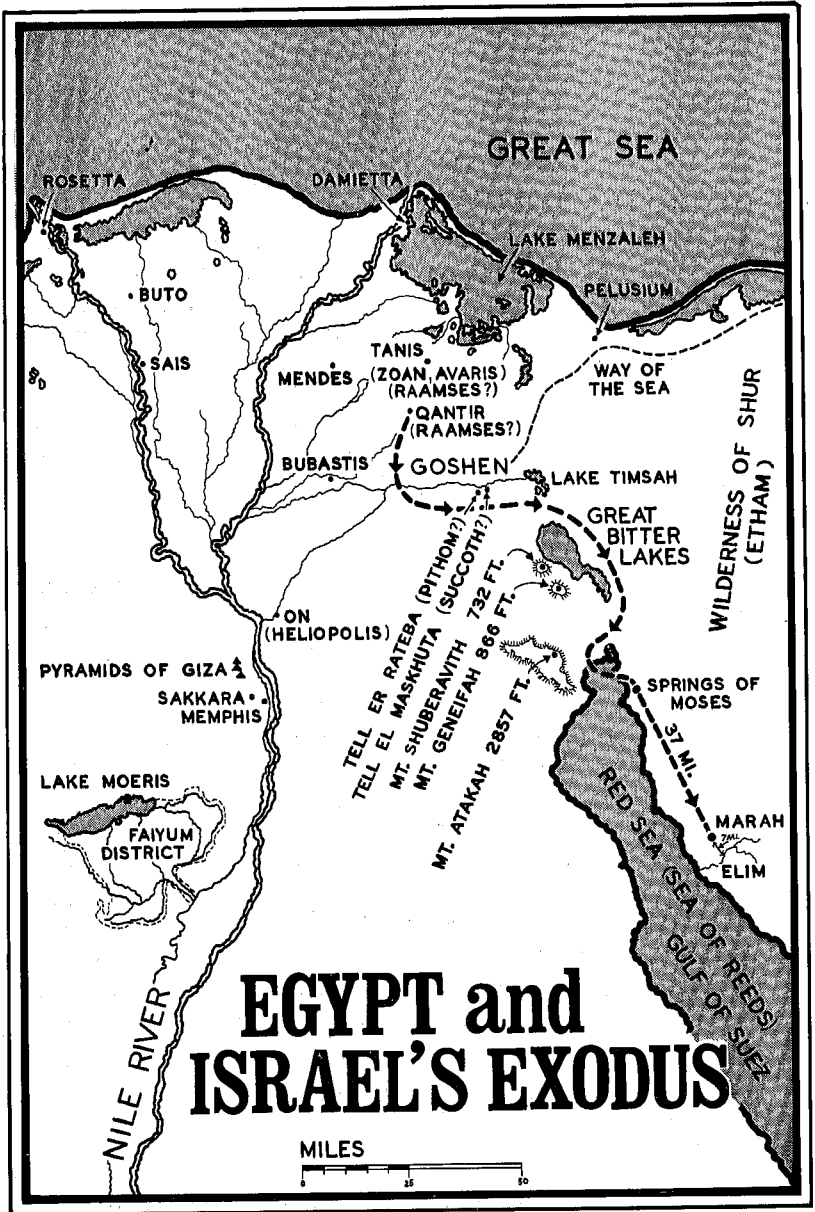 GREAT SEA
ROSETTA
DAMIETTA
LAKE MENZALEH
PELUSIUM
BUTO
SAIS
MENDES
TANIS
(ZOAN, AVARIS)
(RAAMSES?)
WAY OF
THE SEA
QANTIR
(RAAMSES?)
BUBASTIS
GOSHEN
LAKE TIMSAH
GREAT
BITTER
LAKES
WILDERNESS OF SHUR
(ETHAM)
ON
(HELIOPOLIS)
TELL ER RATEBA (PITHOM?)
TELL EL MASKHUTA (SUCCOTH?)
MT. SHUBERAVITH 732 FT.
MT. GENEIFAH 866 FT.
MT. ATAKAH 2857 FT.
PYRAMIDS OF GIZA
SAKKARA
MEMPHIS
SPRINGS OF
MOSES
37 MI.
LAKE MOERIS
FAIYUM
DISTRICT
MARAH
7 MI.
ELIM
RED SEA (SEA OF REEDS)
GULF OF SUEZ
NILE RIVER
EGYPT and
ISRAEL'S EXODUS
MILES
0 25 50